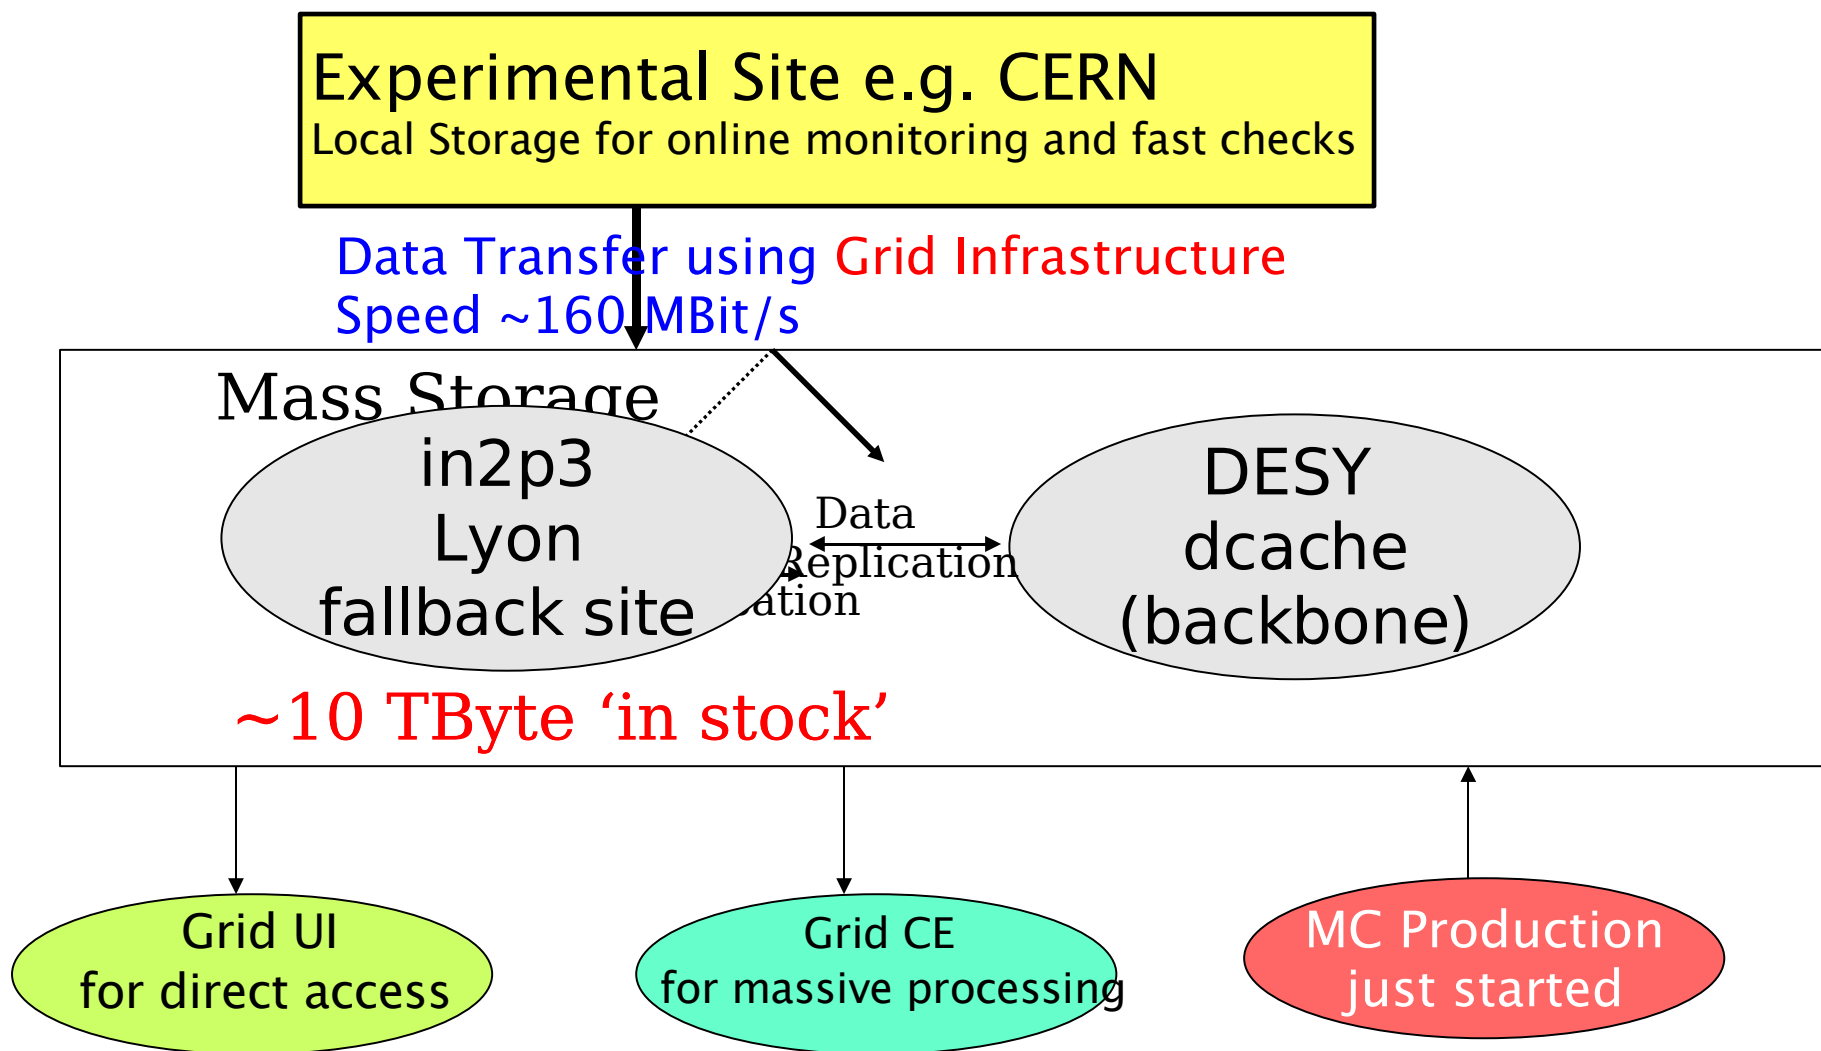 Experimental Site e.g. CERN
Local Storage for online monitoring and fast checks
Data Transfer using Grid Infrastructure
Speed ~160 MBit/s
Mass Storage
in2p3
Lyon
fallback site
Data
Replication
DESY
dcache
(backbone)
~10 TByte ‘in stock’
Grid UI
for direct access
Grid CE
for massive processing
MC Production
just started